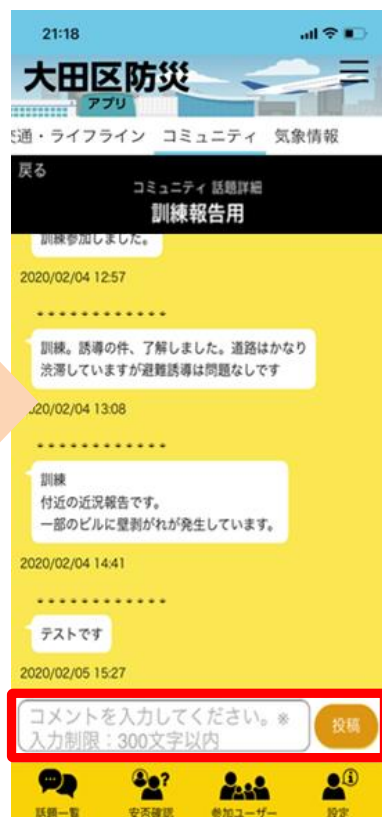 21:18
大田区防災
アプリ
通・ライフライン コミュニティ 気象情報
戻る
コミュニティ 話題詳細
訓練報告用
訓練参加しました。
2020/02/04 12:57
訓練。誘導の件、了解しました。道路はかなり
渋滞していますが避難誘導は問題なしです
2020/02/04 13:08
訓練
付近の近況報告です。
一部のビルに壁剥がれが発生しています。
2020/02/04 14:41
テストです
2020/02/05 15:27
コメントを入力してください。※
入力制限：300文字以内
投稿
話題一覧 安否確認 参加ユーザー 設定